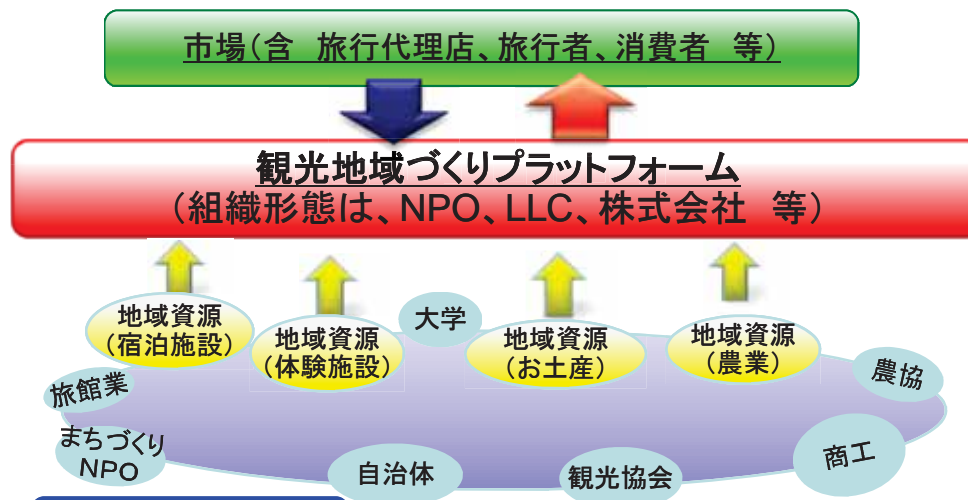 市場(含　旅行代理店、旅行者、消費者　等)
観光地域づくりプラットフォーム
(組織形態は、NPO、LLC、株式会社　等)
地域資源
(宿泊施設)
地域資源
(体験施設)
大学
地域資源
(お土産)
地域資源
(農業)
旅館業
農協
まちづくり
NPO
自治体
観光協会
商工